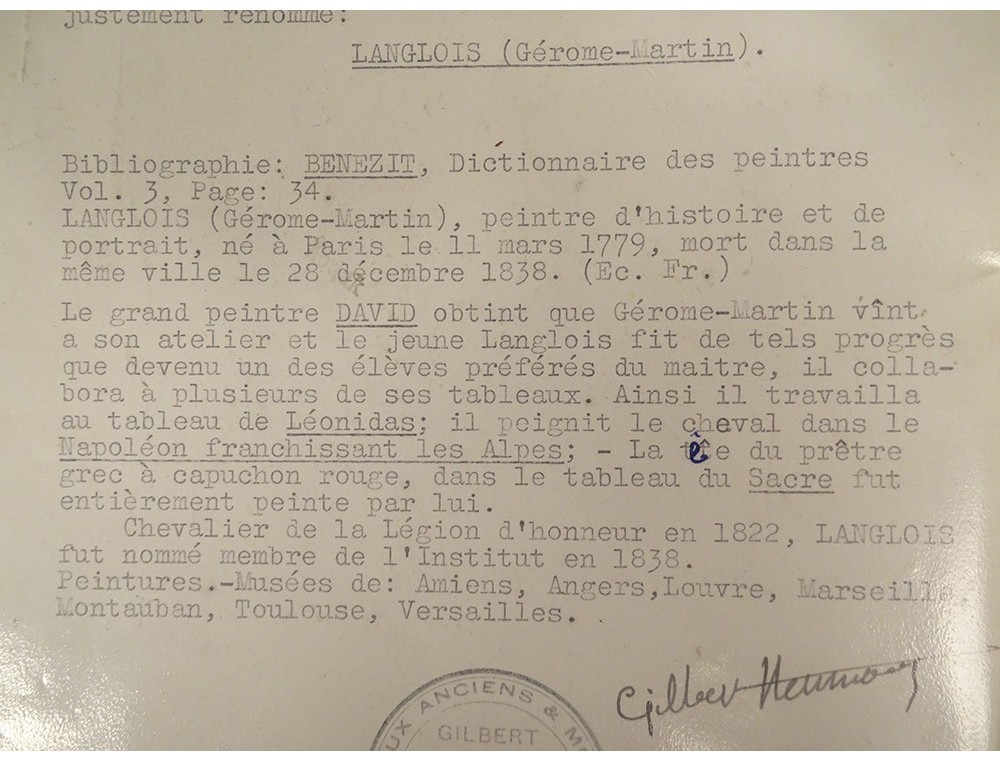 justement renommé:
LANGLOIS (Gérome-Martin).
Bibliographie: BENEZIT, Dictionnaire des peintres
Vol. 3, Page: 34.
LANGLOIS (Gérome-Martin), peintre d'histoire et de
portrait, né à Paris le 11 mars 1779, mort dans la
même ville le 28 décembre 1838. (Ec. Fr.)
Le grand peintre DAVID obtint que Gérome-Martin vînt
a son atelier et le jeune Langlois fit de tels progrès
que devenu un des élèves préférés du maitre, il colla-
bora à plusieurs de ses tableaux. Ainsi il travailla
au tableau de Léonidas; il peignit le cheval dans le
Napoléon franchissant les Alpes; - La tête du prêtre
grec à capuchon rouge, dans le tableau du Sacre fut
entièrement peinte par lui.
Chevalier de la Légion d'honneur en 1822, LANGLOIS
fut nommé membre de l'Institut en 1838.
Peintures.-Musées de: Amiens, Angers,Louvre, Marseille
Montauban, Toulouse, Versailles.
UX ANCIENS & M
GILBERT
Gilbert